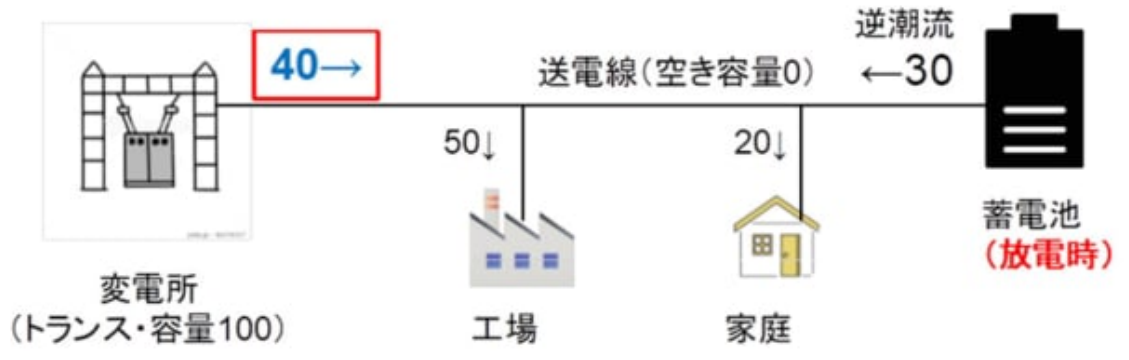 逆潮流
40→
送電線(空き容量0)
←30
50↓
20↓
変電所
(トランス・容量100)
工場
家庭
蓄電池
(放電時)